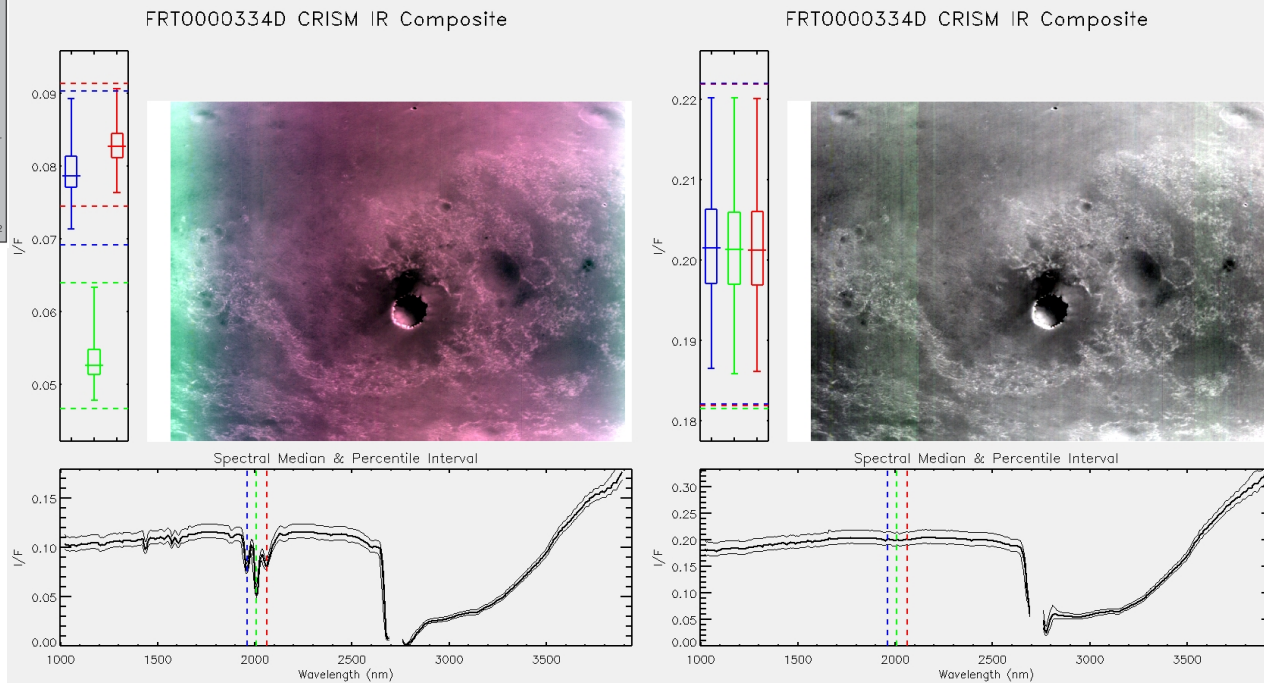 FRT0000334D CRISM IR Composite
0.09
0.08
0.07
0.06
0.05
I/F
Spectral Median & Percentile Interval
0.15
0.10
0.05
0.00
I/F
1000 1500 2000 2500 3000 3500
Wavelength (nm)
FRT0000334D CRISM IR Composite
0.22
0.21
0.20
0.19
0.18
I/F
Spectral Median & Percentile Interval
0.30
0.25
0.20
0.15
0.10
0.05
0.00
I/F
1000 1500 2000 2500 3000 3500
Wavelength (nm)